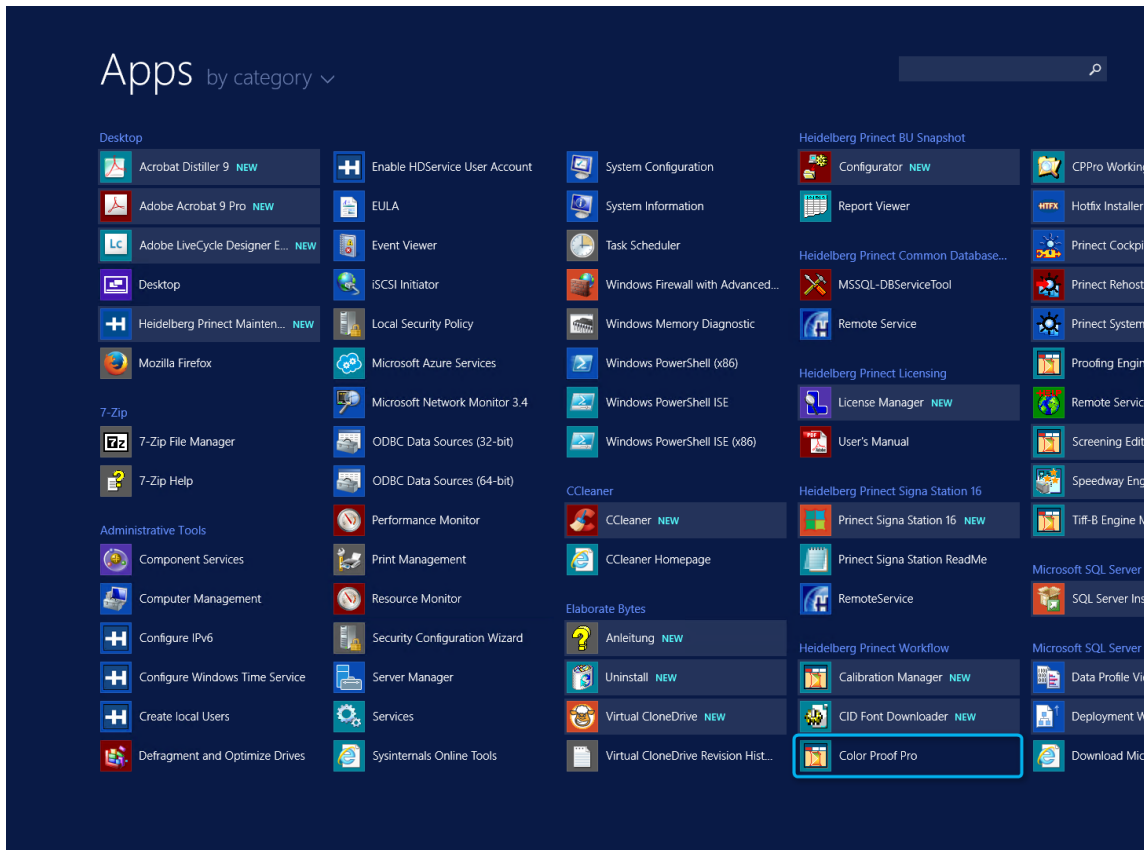 Apps by category
Desktop
Acrobat Distiller 9 NEW
Adobe Acrobat 9 Pro NEW
LC Adobe LiveCycle Designer E... NEW
Desktop
Heidelberg Prinect Mainten... NEW
Mozilla Firefox
7-Zip
7z 7-Zip File Manager
7-Zip Help
Administrative Tools
Component Services
Computer Management
Configure IPv6
Configure Windows Time Service
Create local Users
Defragment and Optimize Drives
Enable HDService User Account
EULA
Event Viewer
iSCSI Initiator
Local Security Policy
Microsoft Azure Services
Microsoft Network Monitor 3.4
ODBC Data Sources (32-bit)
ODBC Data Sources (64-bit)
Performance Monitor
Print Management
Resource Monitor
Security Configuration Wizard
Server Manager
Services
Sysinternals Online Tools
System Configuration
System Information
Task Scheduler
Windows Firewall with Advanced...
Windows Memory Diagnostic
Windows PowerShell (x86)
Windows PowerShell ISE
Windows PowerShell ISE (x86)
CCleaner
CCleaner NEW
CCleaner Homepage
Elaborate Bytes
Anleitung NEW
Uninstall NEW
Virtual CloneDrive NEW
Virtual CloneDrive Revision Hist...
Heidelberg Prinect BU Snapshot
Configurator NEW
Report Viewer
Heidelberg Prinect Common Database...
MSSQL-DBServiceTool
Remote Service
Heidelberg Prinect Licensing
License Manager NEW
PDF User's Manual
Heidelberg Prinect Signa Station 16
Prinect Signa Station 16 NEW
Prinect Signa Station ReadMe
RemoteService
Heidelberg Prinect Workflow
Calibration Manager NEW
CID Font Downloader NEW
Color Proof Pro
CPPro Working
HTFX Hotfix Installer
Prinect Cockpi
Prinect Rehost
Prinect System
Proofing Engin
Remote Servic
Screening Edit
Speedway Eng
Tiff-B Engine M
Microsoft SQL Server
SQL Server Ins
Microsoft SQL Server
Data Profile Vi
Deployment W
Download Mic